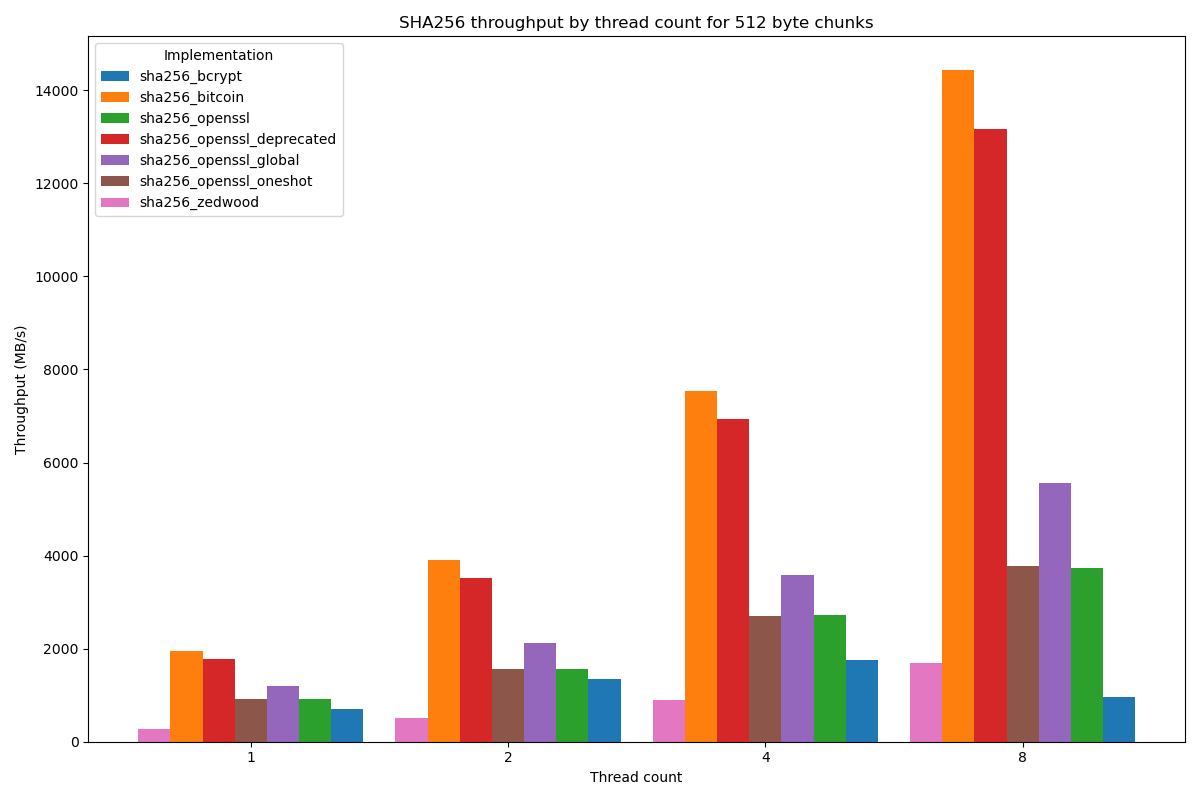 SHA256 throughput by thread count for 512 byte chunks
Implementation
sha256_bcrypt
sha256_bitcoin
sha256_openssl
sha256_openssl_deprecated
sha256_openssl_global
sha256_openssl_oneshot
sha256_zedwood
Throughput (MB/s)
14000
12000
10000
8000
6000
4000
2000
0
1 2 4 8
Thread count